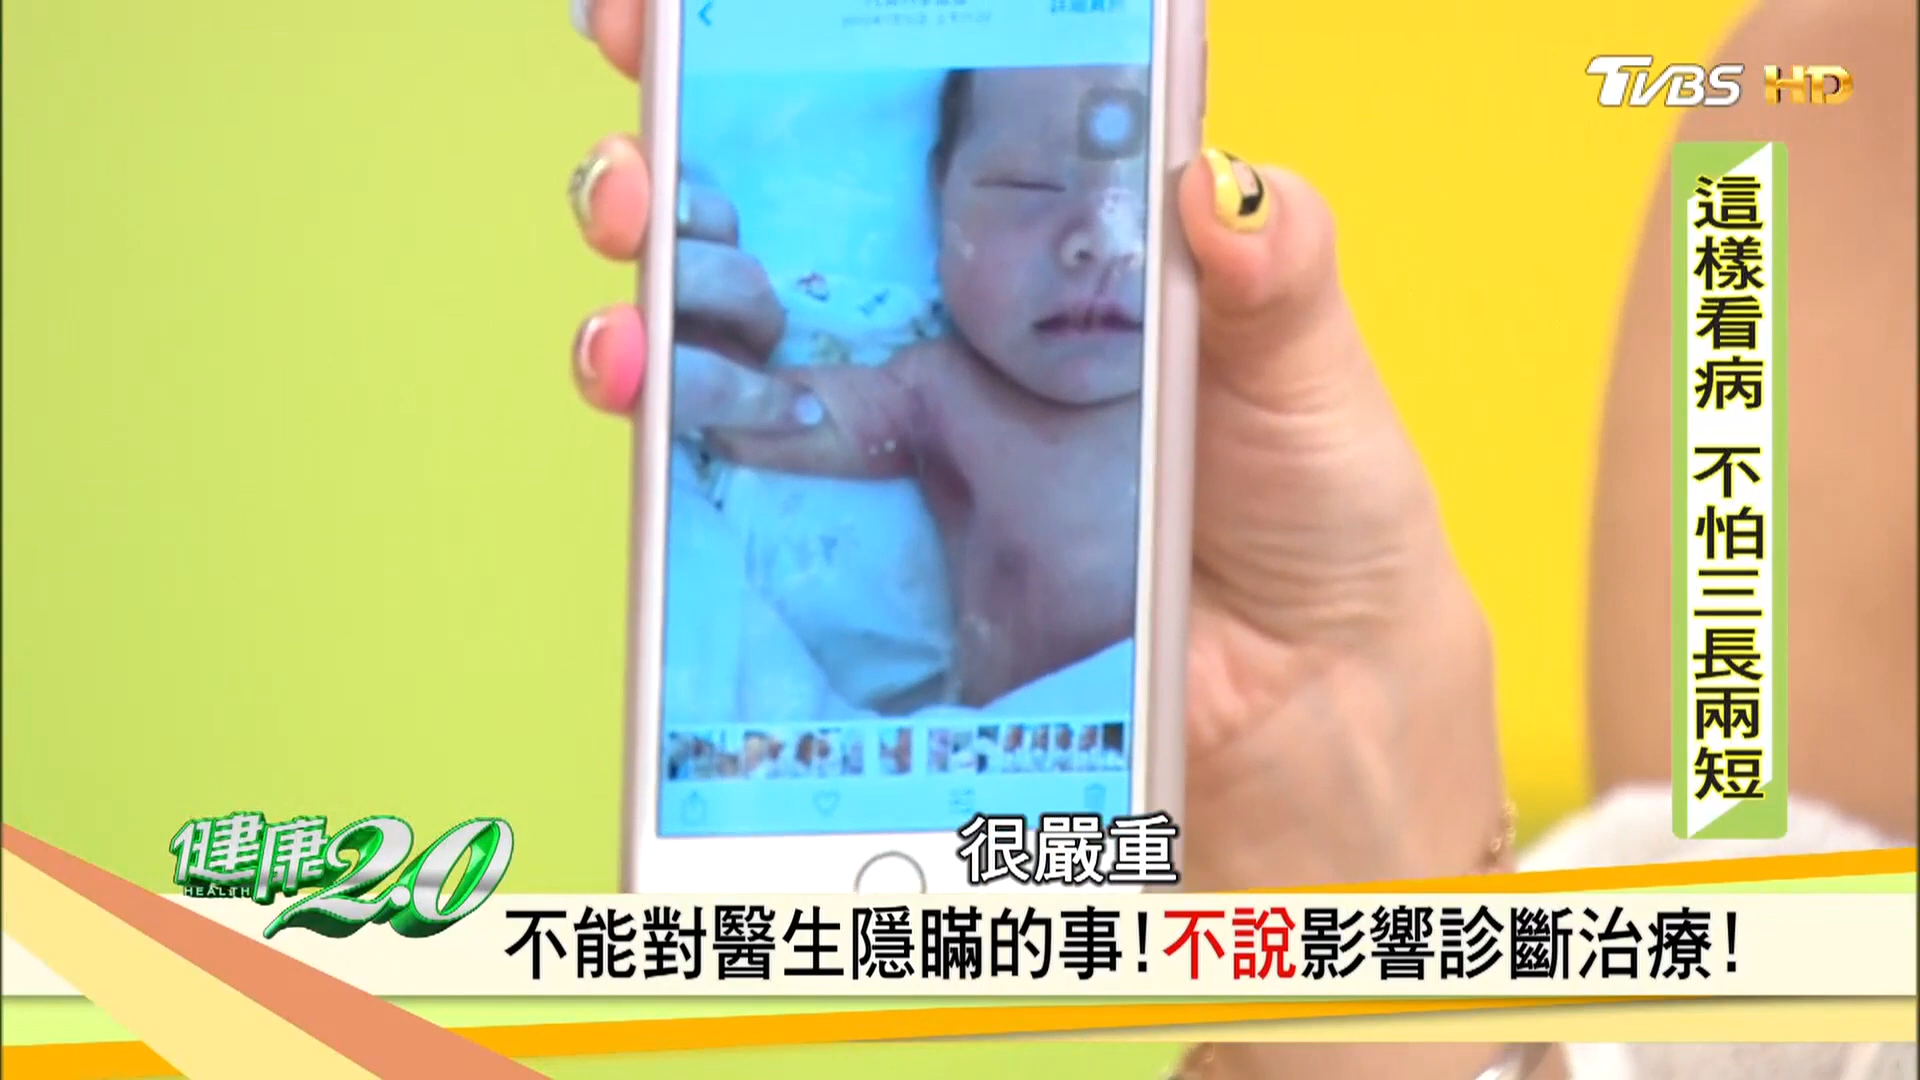 TVBS HD
這樣看病 不怕三長兩短
很嚴重
健康2.0
HEALTH
不能對醫生隱瞞的事!不說影響診斷治療!